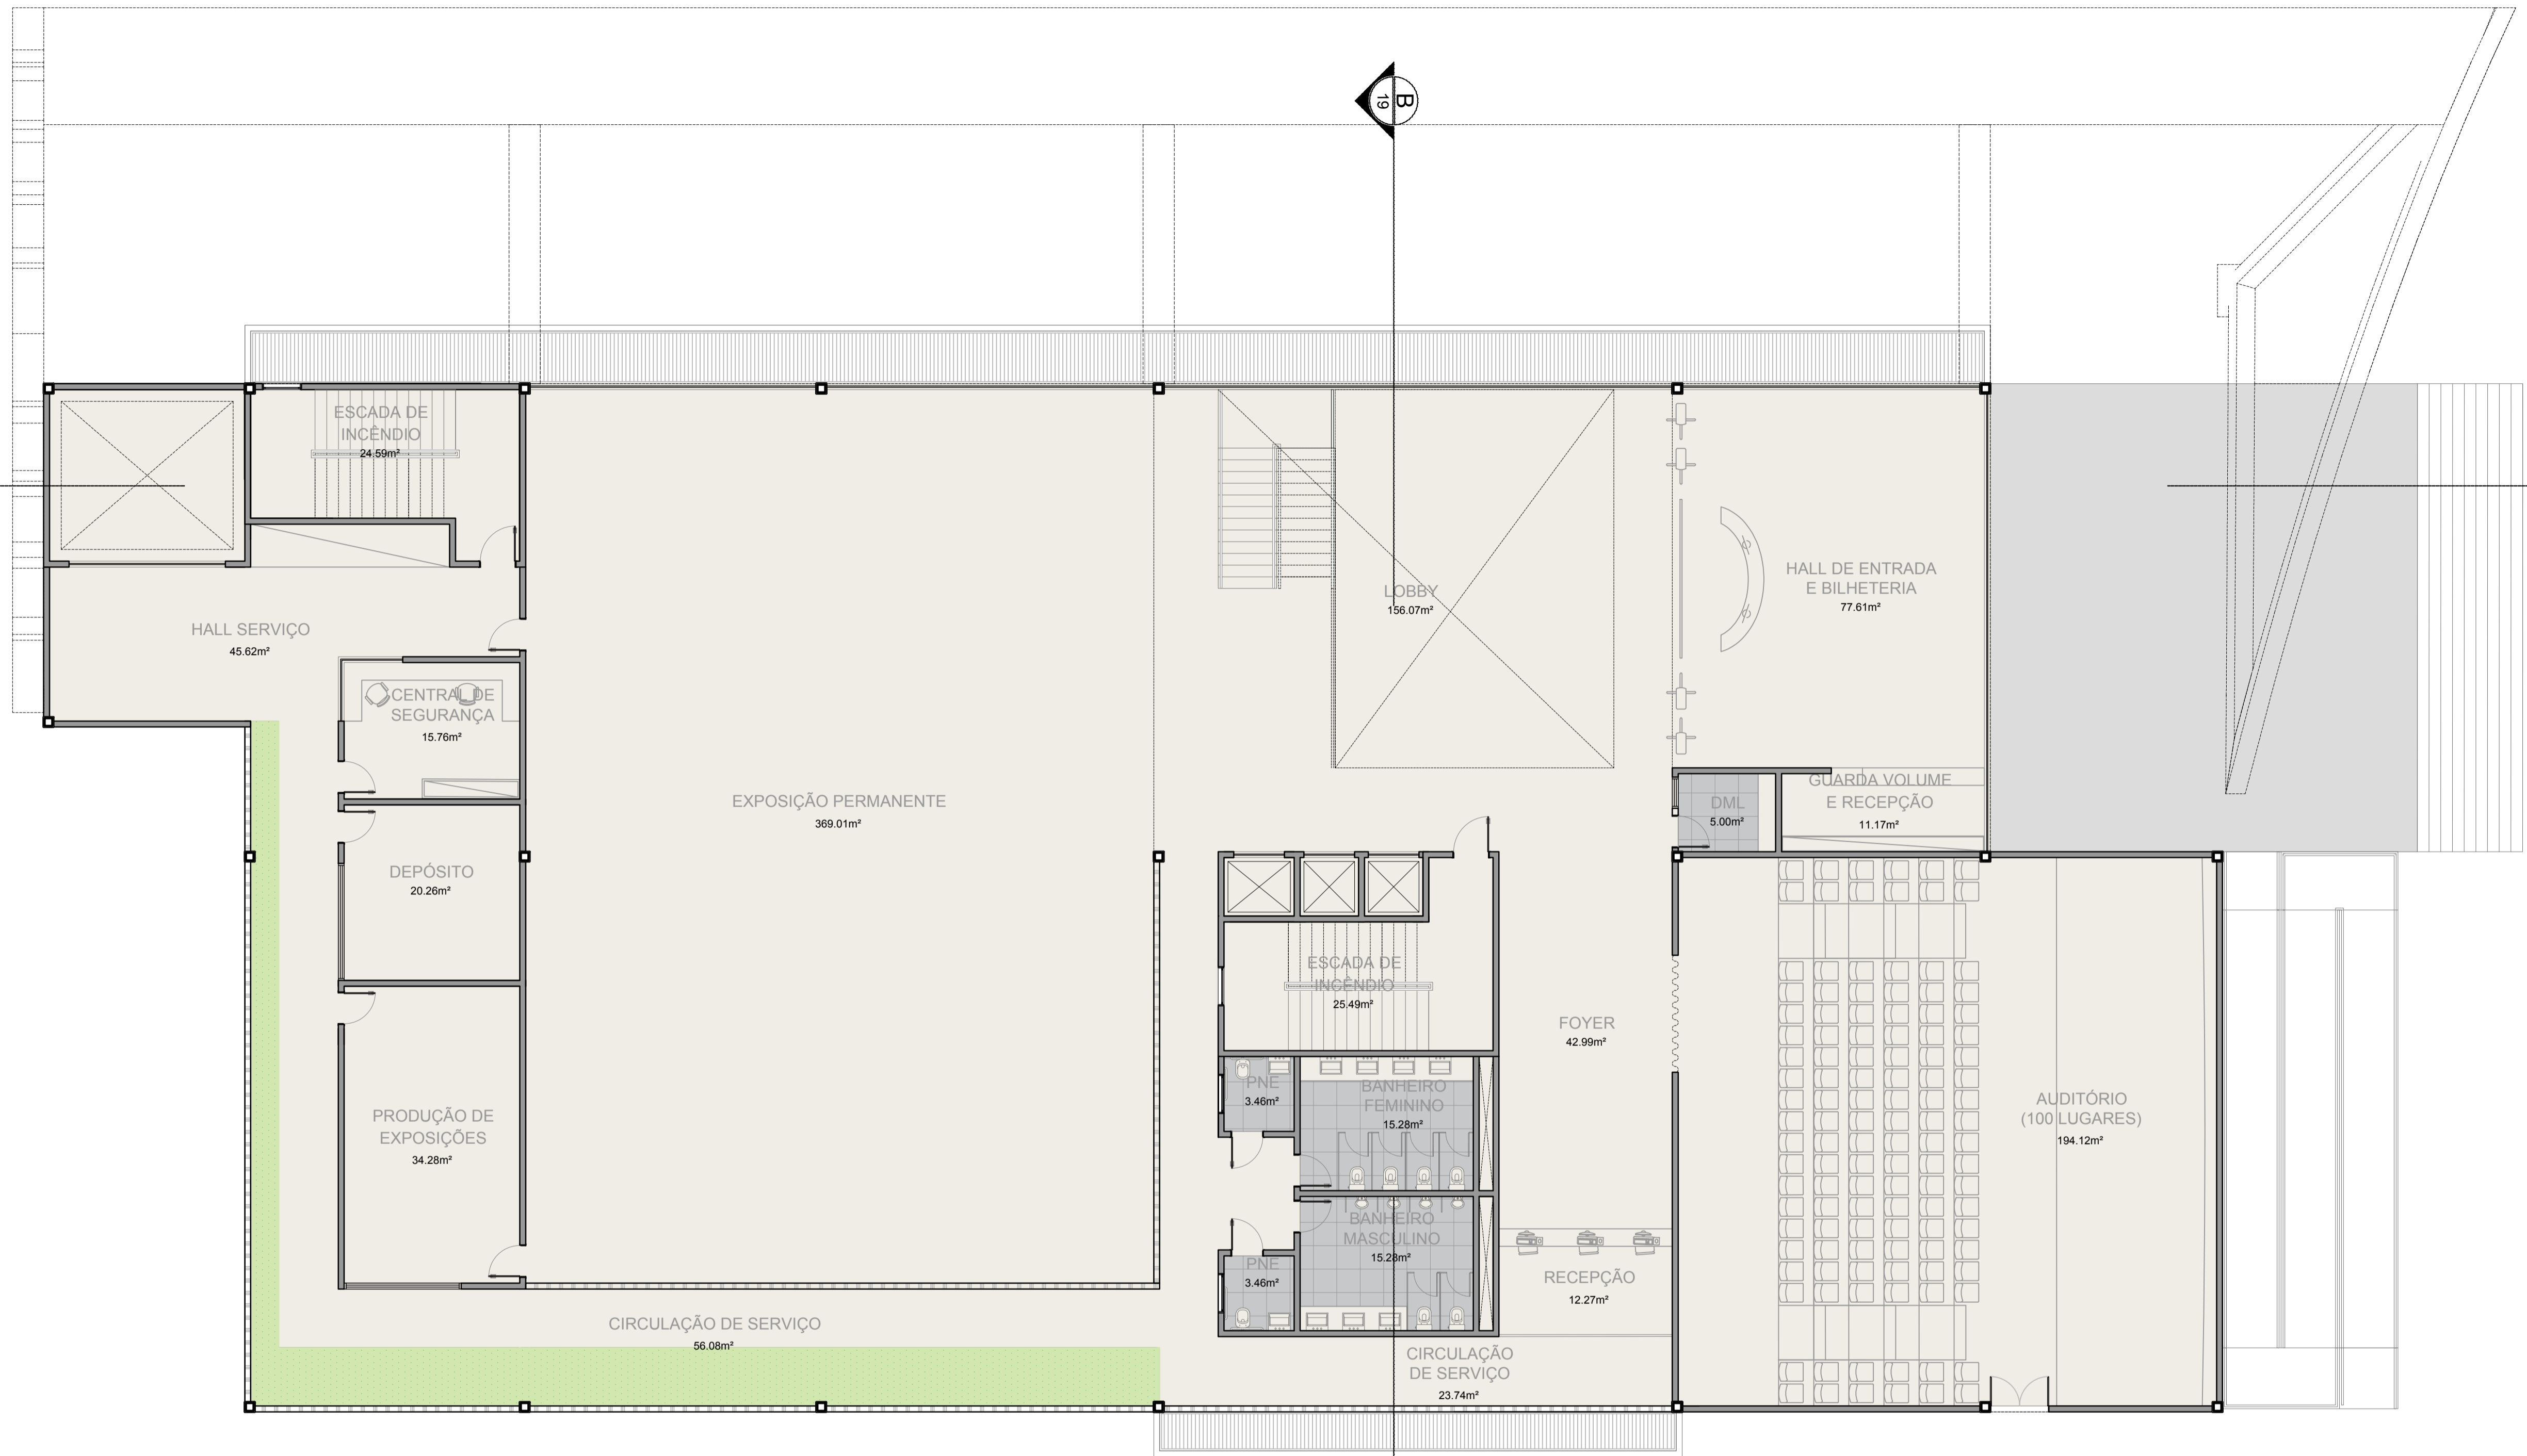 B
19
ESCADA DE
INCÊNDIO
24.59m²
HALL SERVIÇO
45.62m²
CENTRAL DE
SEGURANÇA
15.76m²
DEPÓSITO
20.26m²
PRODUÇÃO DE
EXPOSIÇÕES
34.28m²
EXPOSIÇÃO PERMANENTE
369.01m²
CIRCULAÇÃO DE SERVIÇO
56.08m²
LOBBY
156.07m²
HALL DE ENTRADA
E BILHETERIA
77.61m²
DML
5.00m²
GUARDA VOLUME
E RECEPÇÃO
11.17m²
ESCADA DE
INCÊNDIO
25.49m²
FOYER
42.99m²
PNE
3.46m²
BANHEIRO
FEMININO
15.28m²
BANHEIRO
MASCULINO
15.28m²
PNE
3.46m²
RECEPÇÃO
12.27m²
CIRCULAÇÃO
DE SERVIÇO
23.74m²
AUDITÓRIO
(100 LUGARES)
194.12m²